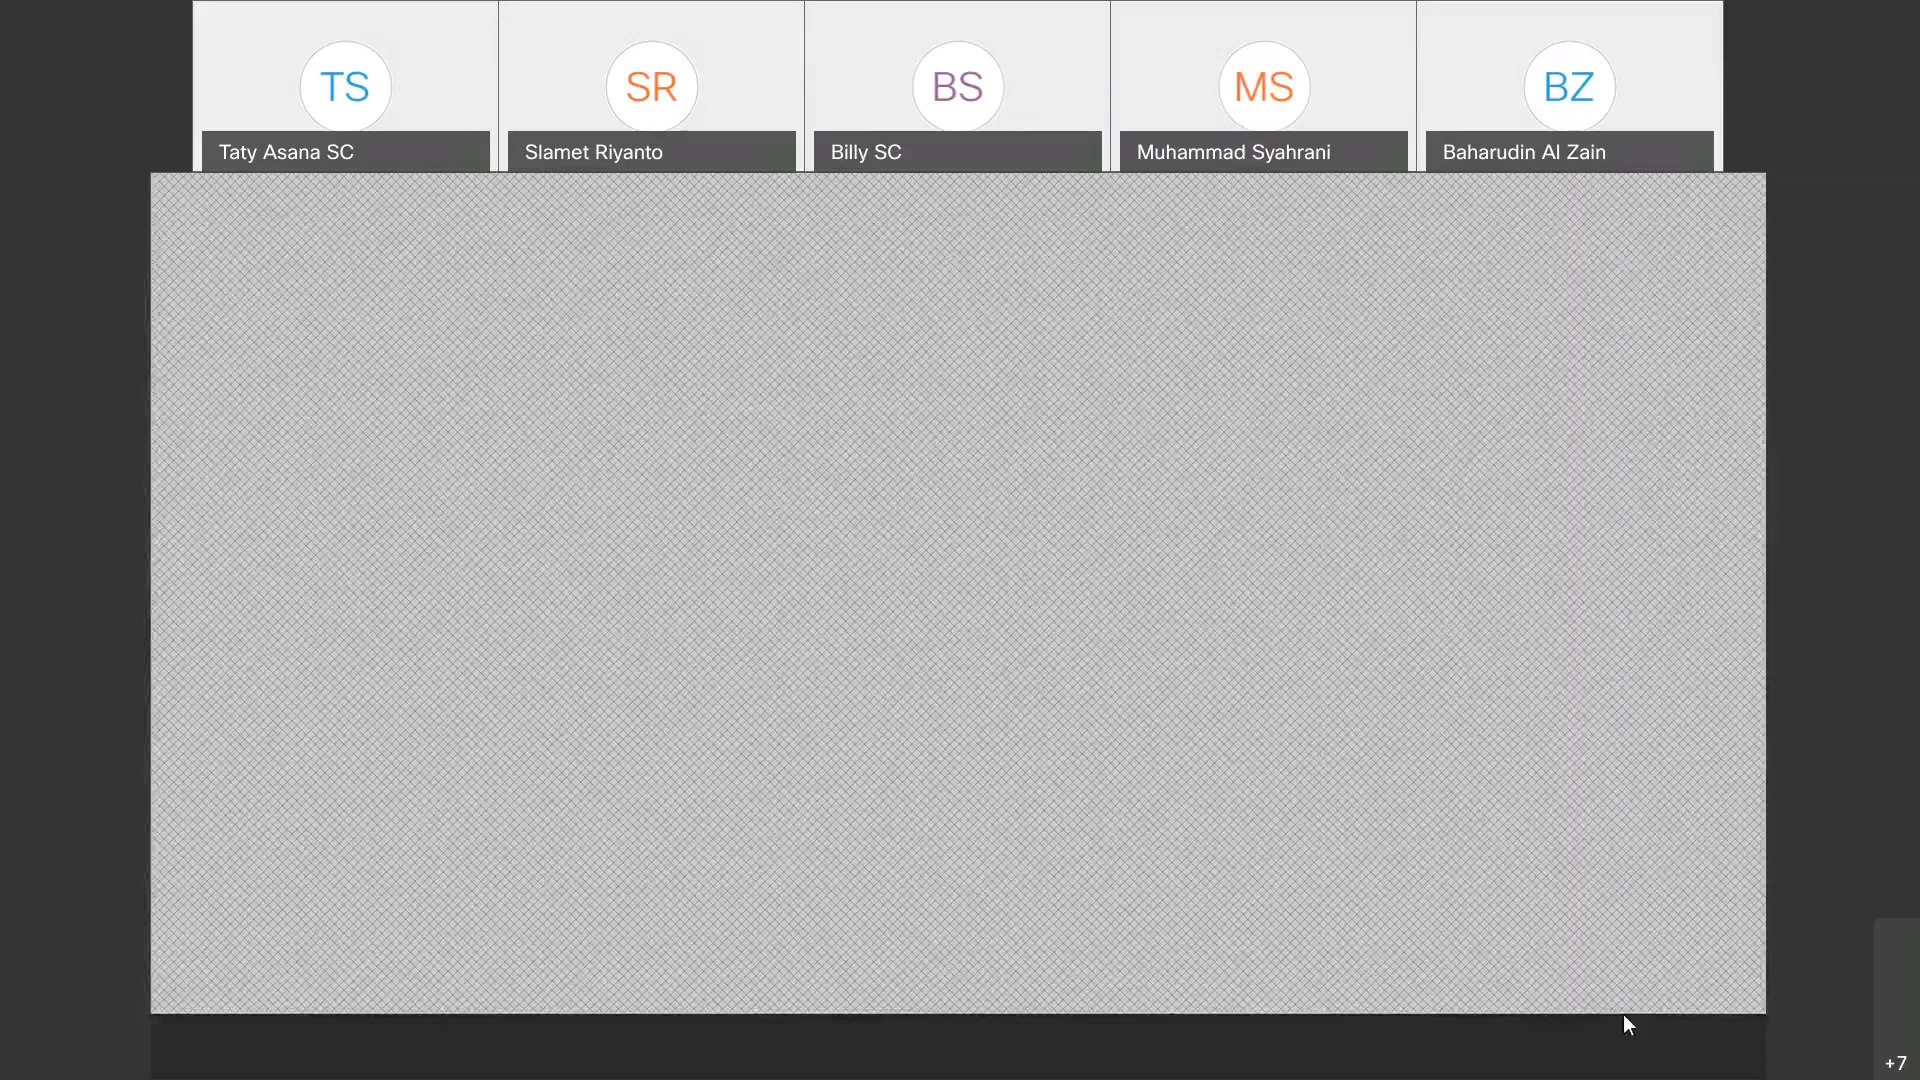 TS
SR
BS
MS
BZ
Taty Asana SC
Slamet Riyanto
Billy SC
Muhammad Syahrani
Baharudin Al Zain
+7